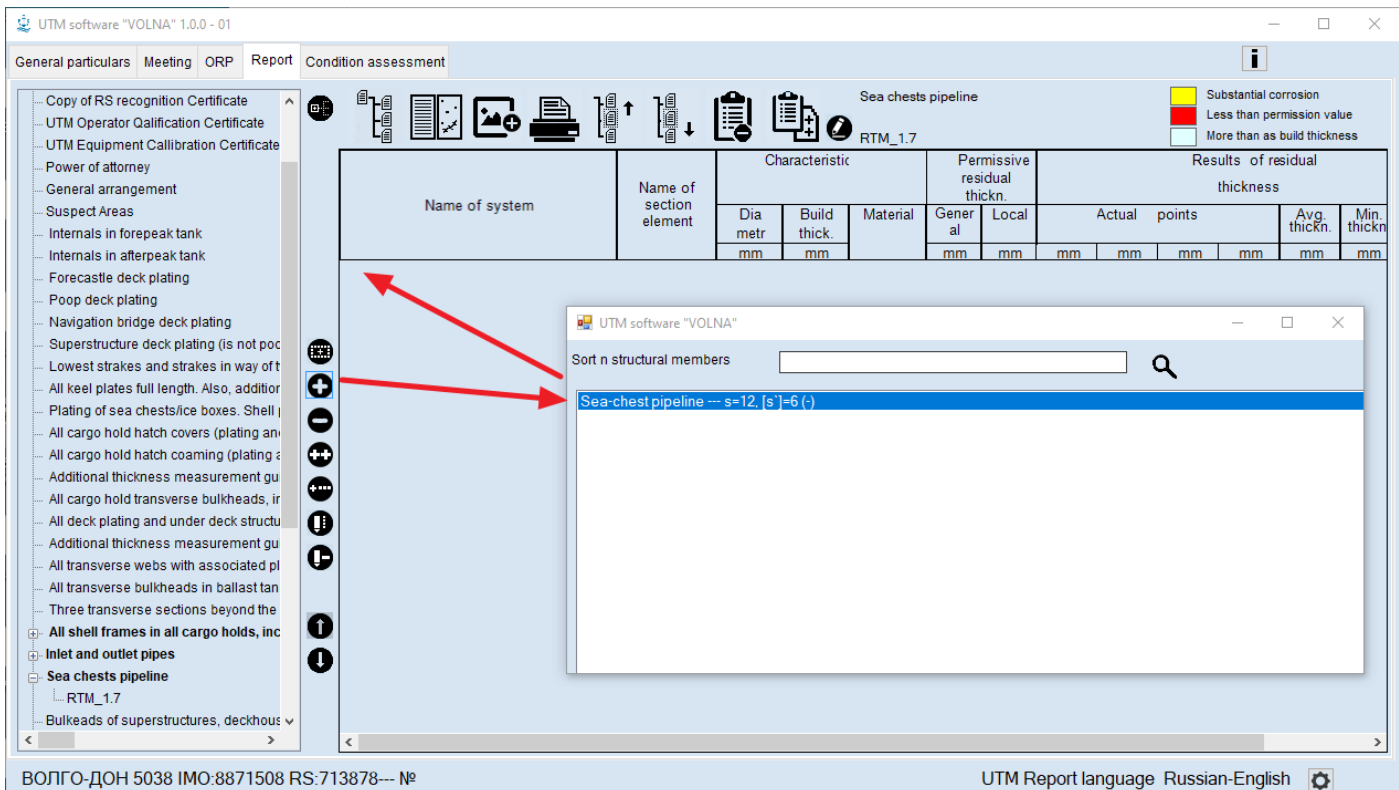 UTM software "VOLNA" 1.0.0 - 01
General particulars Meeting ORP Report Condition assessment
Copy of RS recognition Certificate
UTM Operator Qalification Certificate
UTM Equipment Callibration Certificate
Power of attorney
General arrangement
Suspect Areas
Internals in forepeak tank
Internals in afterpeak tank
Forecastle deck plating
Poop deck plating
Navigation bridge deck plating
Superstructure deck plating (is not poc
Lowest strakes and strakes in way of t
All keel plates full length. Also, addition
Plating of sea chests/ice boxes. Shell
All cargo hold hatch covers (plating an
All cargo hold hatch coaming (plating a
Additional thickness measurement gui
All cargo hold transverse bulkheads, ir
All deck plating and under deck structu
Additional thickness measurement gu
All transverse webs with associated pl
All transverse bulkheads in ballast tan
Three transverse sections beyond the
All shell frames in all cargo holds, inc
Inlet and outlet pipes
Sea chests pipeline
RTM_1.7
Bulkeads of superstructures, deckhous
Sea chests pipeline
RTM_1.7
Substantial corrosion
Less than permission value
More than as build thickness
Name of system
Name of
section
element
Characteristic
Dia
metr
Build
thick.
Material
mm mm
Permissive
residual
thickn.
Gener
al
Local
mm mm
Results of residual
thickness
Actual points
Avg.
thickn.
Min.
thickn
mm mm mm mm mm mm
UTM software "VOLNA"
Sort n structural members
Sea-chest pipeline --- s=12, [s`]=6 (-)
ВОЛГО-ДОН 5038 IMO:8871508 RS:713878--- №
UTM Report language Russian-English